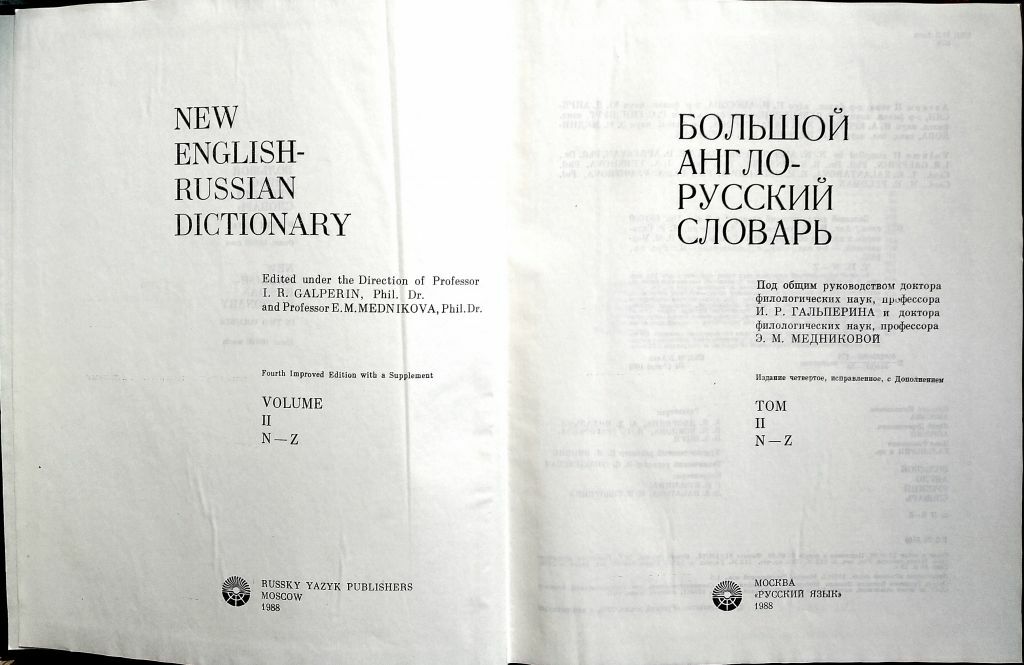 NEW
ENGLISH-
RUSSIAN
DICTIONARY
Edited under the Direction of Professor
I. R. GALPERIN, Phil. Dr.
and Professor E. M. MEDNIKOVA, Phil. Dr.
Fourth Improved Edition with a Supplement
VOLUME
II
N — Z
RUSSKY YAZYK PUBLISHERS
MOSCOW
1988
БОЛЬШОЙ
АНГЛО-
РУССКИЙ
СЛОВАРЬ
Под общим руководством доктора
филологических наук, профессора
И. Р. ГАЛЬПЕРИНА и доктора
филологических наук, профессора
Э. М. МЕДНИКОВОЙ
Издание четвертое, исправленное, с Дополнением
ТОМ
II
N — Z
МОСКВА
«РУССКИЙ ЯЗЫК»
1988